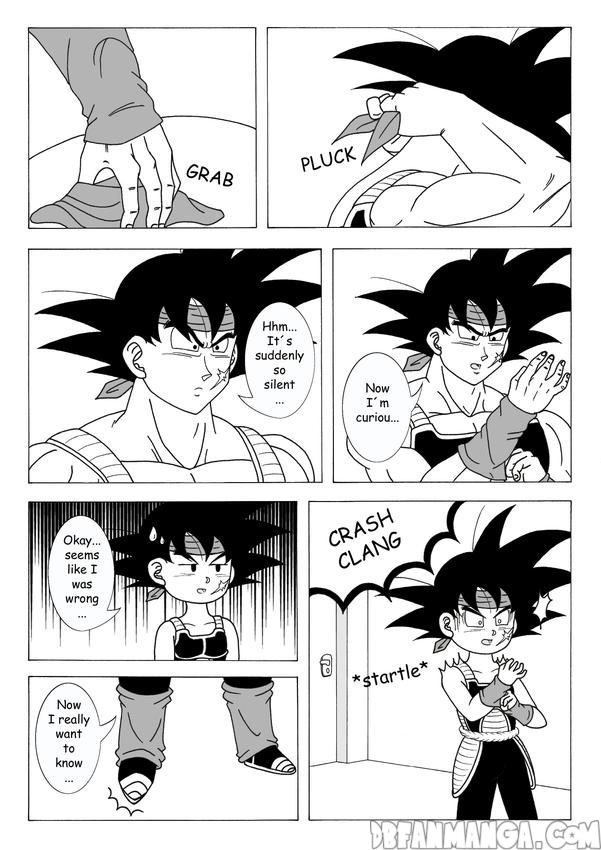 GRAB
PLUCK
Hhm...
It´s
suddenly
so
silent
...
Now
I´m
curiou...
CRASH
CLANG
*startle*
Okay...
seems
like I
was
wrong
...
Now
I really
want
to
know
...
DBFANMANGA.COM